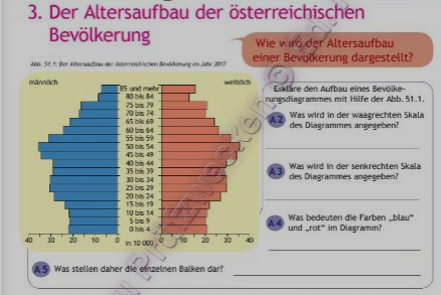 3. Der Altersaufbau der österreichischen
Bevölkerung
Wie wird der Altersaufbau
einer Bevölkerung dargestellt?
Abb. 51.1: Der Altersaufbau der österreichischen Bevölkerung im Jahr 2017
männlich
weiblich
85 und mehr
80 bis 84
75 bis 79
70 bis 74
65 bis 69
60 bis 64
55 bis 59
50 bis 54
45 bis 49
40 bis 44
35 bis 39
30 bis 34
25 bis 29
20 bis 24
15 bis 19
10 bis 14
5 bis 9
0 bis 4
40 30 20 10 0 in 10 000 0 10 20 30 40
Erkläre den Aufbau eines Bevölke-
rungsdiagrammes mit Hilfe der Abb. 51.1.
A 2 Was wird in der waagrechten Skala
des Diagrammes angegeben?
A 3 Was wird in der senkrechten Skala
des Diagrammes angegeben?
A 4 Was bedeuten die Farben „blau"
und „rot" im Diagramm?
A 5 Was stellen daher die einzelnen Balken dar?